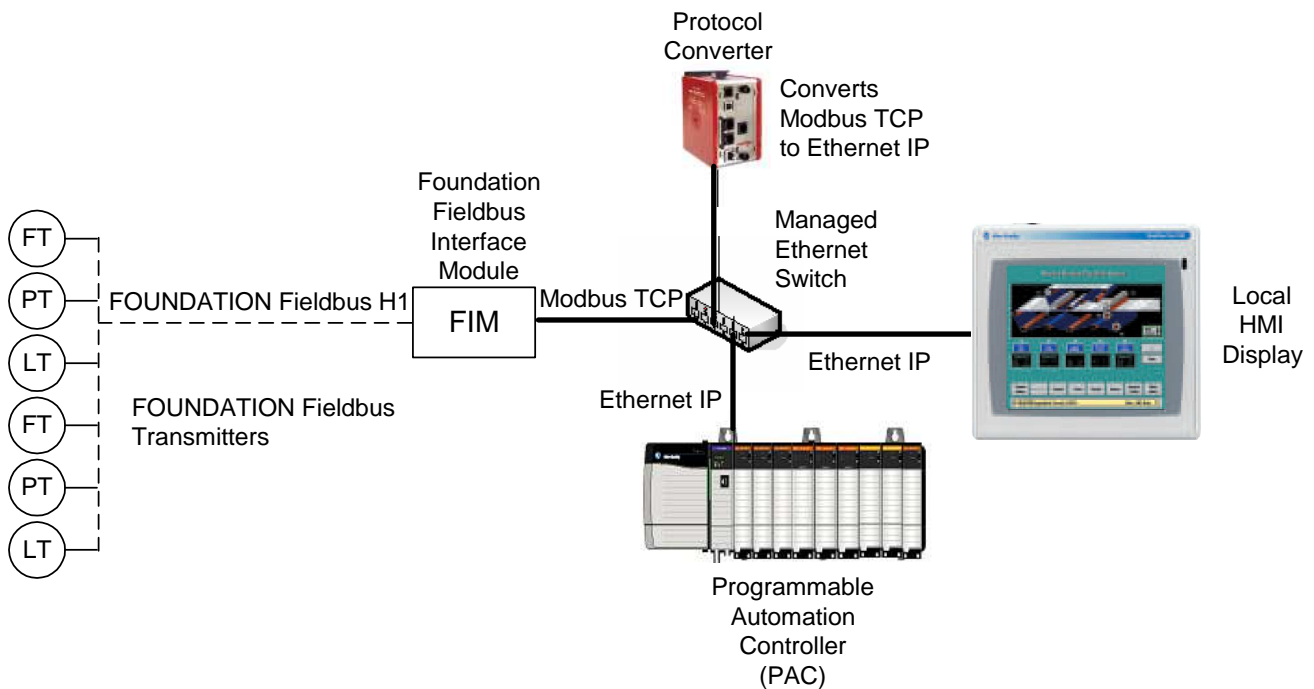 Protocol
Converter
Converts
Modbus TCP
to Ethernet IP
Foundation
Fieldbus
Interface
Module
Managed
Ethernet
Switch
FT
PT
LT
FT
PT
LT
FOUNDATION Fieldbus H1
FIM
Modbus TCP
Ethernet IP
Local
HMI
Display
FOUNDATION Fieldbus
Transmitters
Ethernet IP
Programmable
Automation
Controller
(PAC)